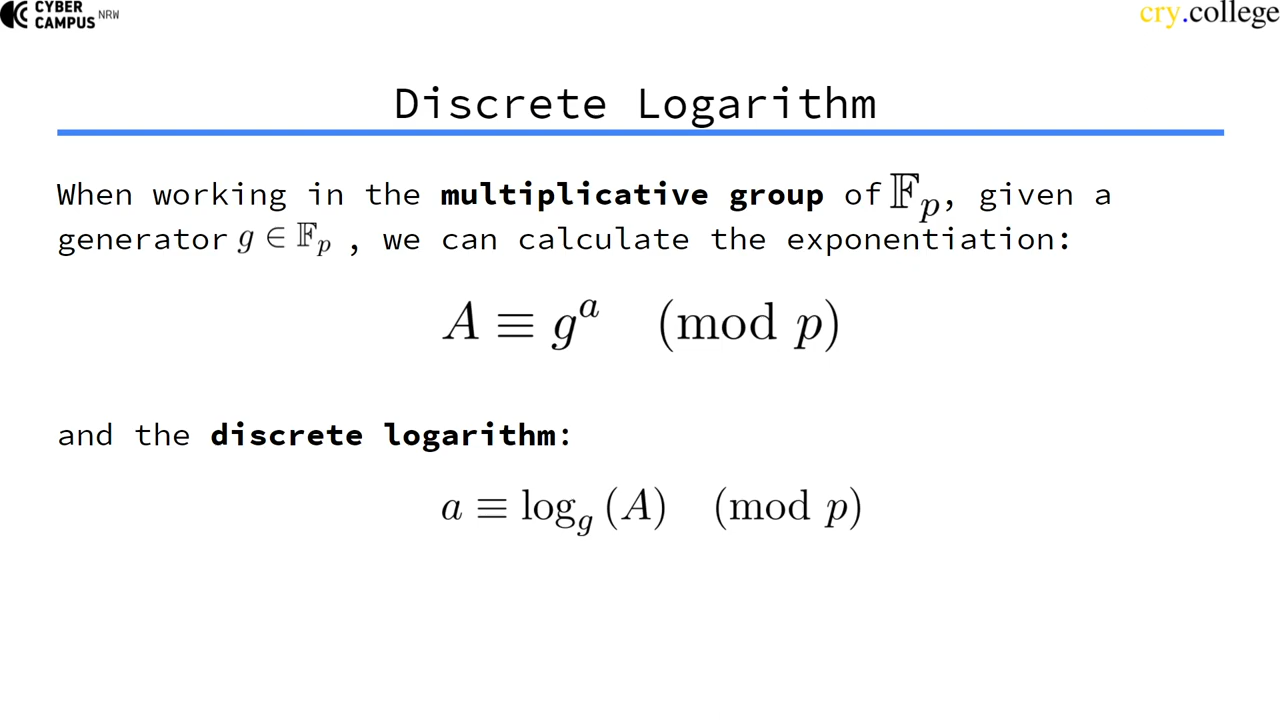 CYBER
CAMPUS NRW
cry.college
Discrete Logarithm
When working in the multiplicative group of 𝔽ₚ, given a
generator g ∈ 𝔽ₚ , we can calculate the exponentiation:
A ≡ gᵃ (mod p)
and the discrete logarithm:
a ≡ log_g (A) (mod p)